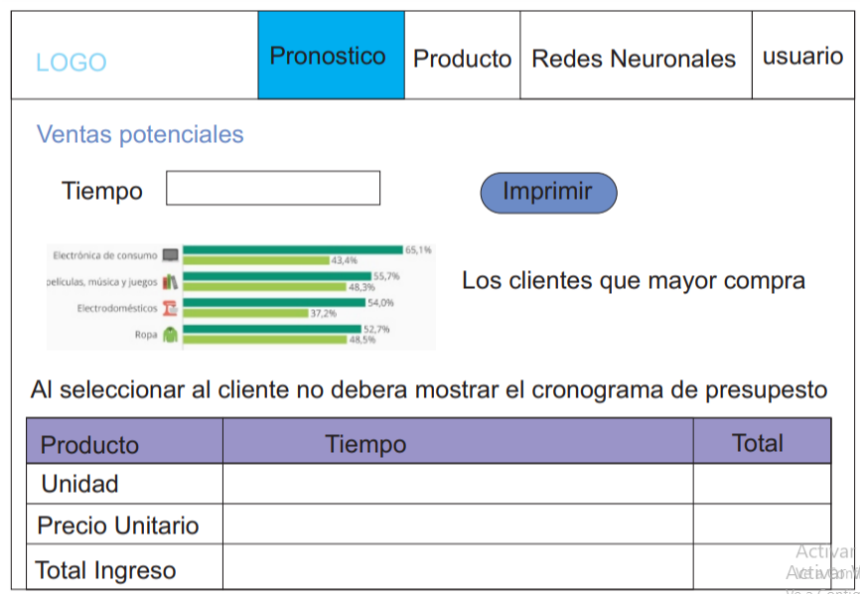 LOGO
Pronostico
Producto
Redes Neuronales
usuario
Ventas potenciales
Tiempo
Imprimir
Electrónica de consumo
65,1%
43,4%
películas, música y juegos
55,7%
48,3%
Electrodomésticos
54,0%
37,2%
Ropa
52,7%
48,5%
Los clientes que mayor compra
Al seleccionar al cliente no debera mostrar el cronograma de presupesto
Producto Tiempo Total
Unidad
Precio Unitario
Total Ingreso
Activar